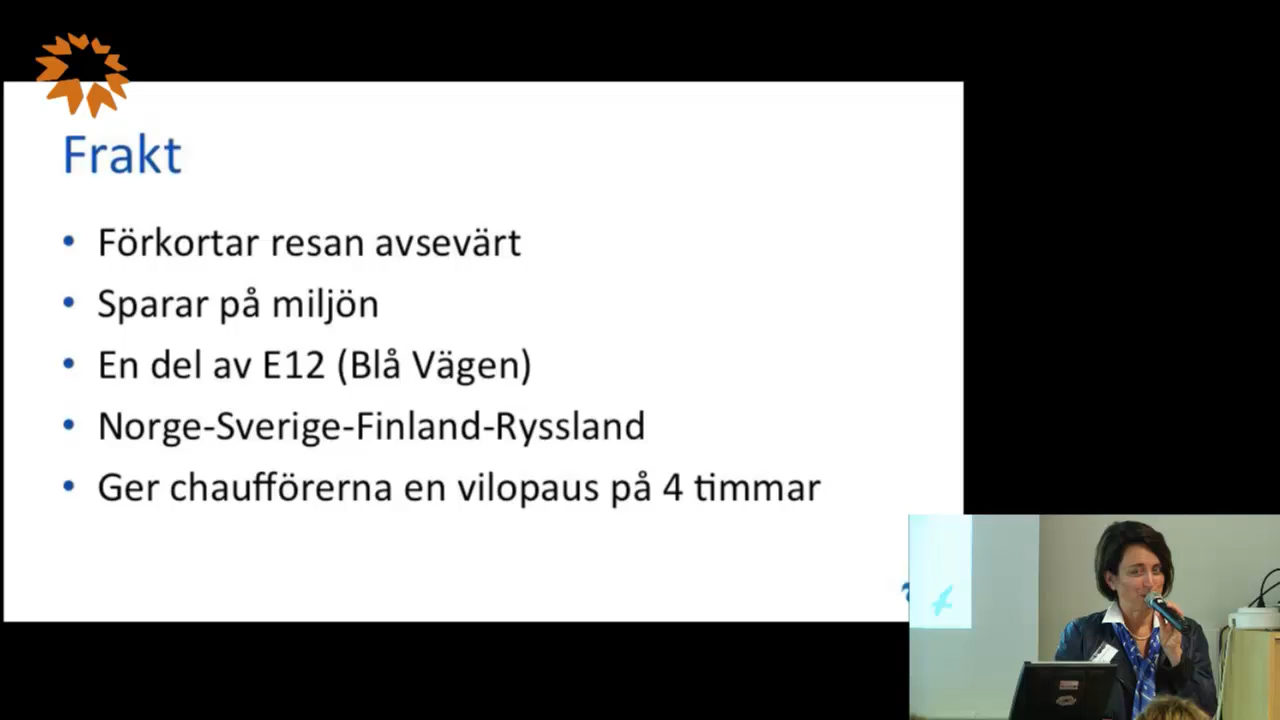 Frakt
• Förkortar resan avsevärt
• Sparar på miljön
• En del av E12 (Blå Vägen)
• Norge-Sverige-Finland-Ryssland
• Ger chaufförerna en vilopaus på 4 timmar